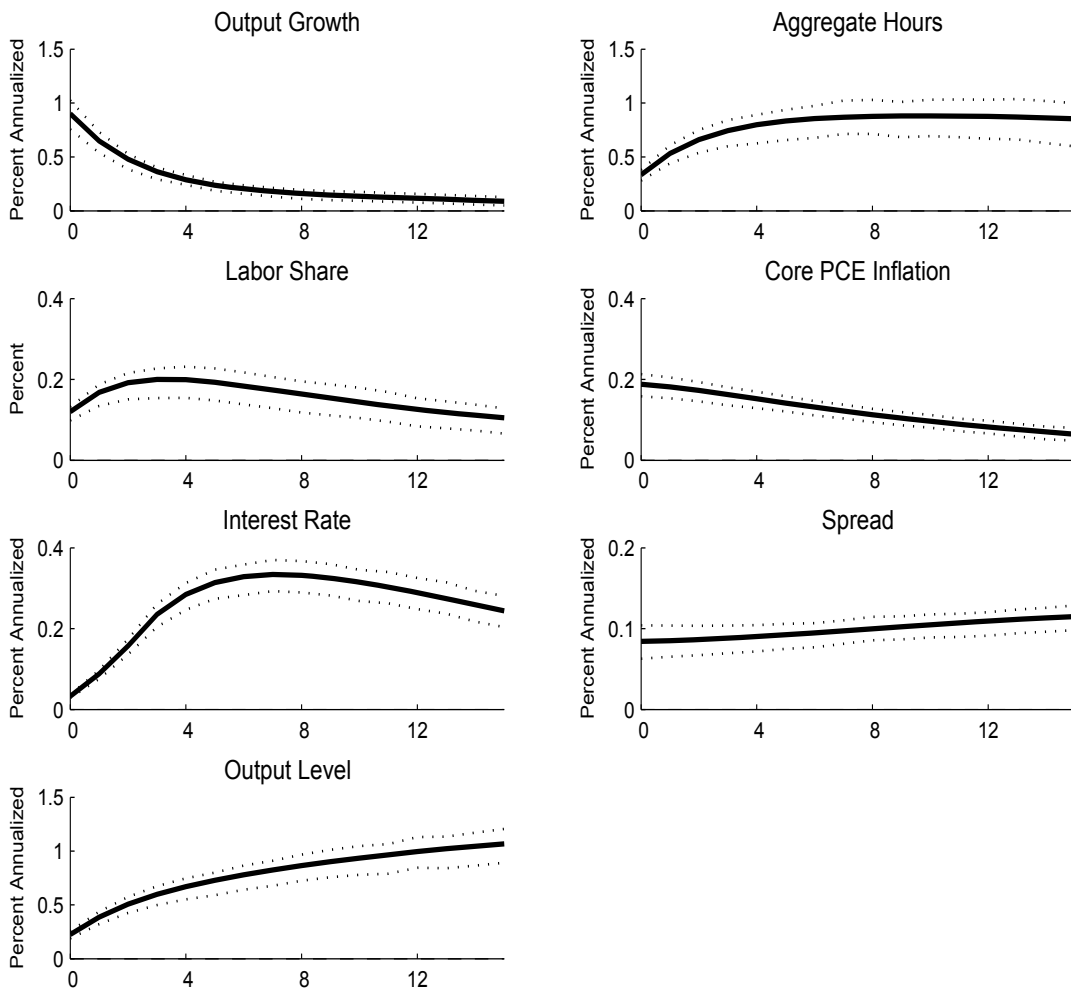 Output Growth
Percent Annualized
1.5
1
0.5
0
0 4 8 12
Aggregate Hours
Percent Annualized
1.5
1
0.5
0
0 4 8 12
Labor Share
Percent
0.4
0.2
0
0 4 8 12
Core PCE Inflation
Percent Annualized
0.4
0.2
0
0 4 8 12
Interest Rate
Percent Annualized
0.4
0.2
0
0 4 8 12
Spread
Percent Annualized
0.2
0.1
0
0 4 8 12
Output Level
Percent Annualized
1.5
1
0.5
0
0 4 8 12